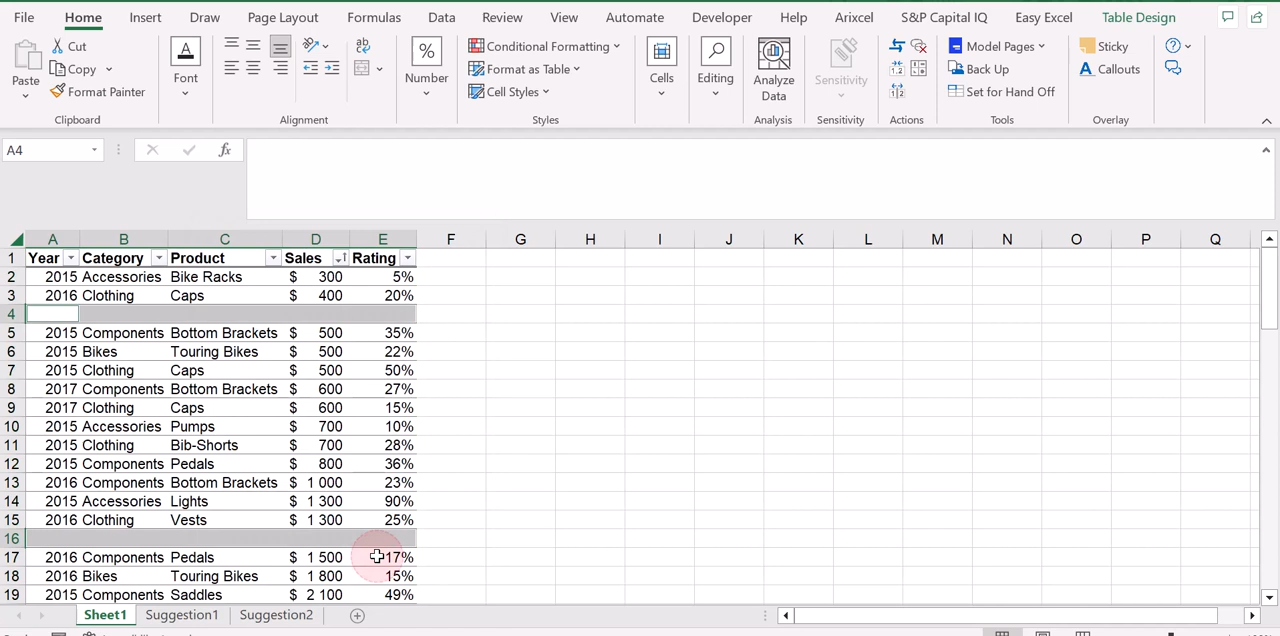 File Home Insert Draw Page Layout Formulas Data Review View Automate Developer Help Arixcel S&P Capital IQ Easy Excel Table Design
Paste
Cut
Copy
Format Painter
Clipboard
Font
Alignment
Number
Conditional Formatting
Format as Table
Cell Styles
Styles
Cells
Editing
Analyze
Data
Analysis
Sensitivity
Sensitivity
Actions
Model Pages
Back Up
Set for Hand Off
Tools
Sticky
Callouts
Overlay
A4 fx
A B C D E F G H I J K L M N O P Q
1 Year Category Product Sales Rating
2 2015 Accessories Bike Racks $ 300 5%
3 2016 Clothing Caps $ 400 20%
4
5 2015 Components Bottom Brackets $ 500 35%
6 2015 Bikes Touring Bikes $ 500 22%
7 2015 Clothing Caps $ 500 50%
8 2017 Components Bottom Brackets $ 600 27%
9 2017 Clothing Caps $ 600 15%
10 2015 Accessories Pumps $ 700 10%
11 2015 Clothing Bib-Shorts $ 700 28%
12 2015 Components Pedals $ 800 36%
13 2016 Components Bottom Brackets $ 1 000 23%
14 2015 Accessories Lights $ 1 300 90%
15 2016 Clothing Vests $ 1 300 25%
16
17 2016 Components Pedals $ 1 500 17%
18 2016 Bikes Touring Bikes $ 1 800 15%
19 2015 Components Saddles $ 2 100 49%
Sheet1 Suggestion1 Suggestion2